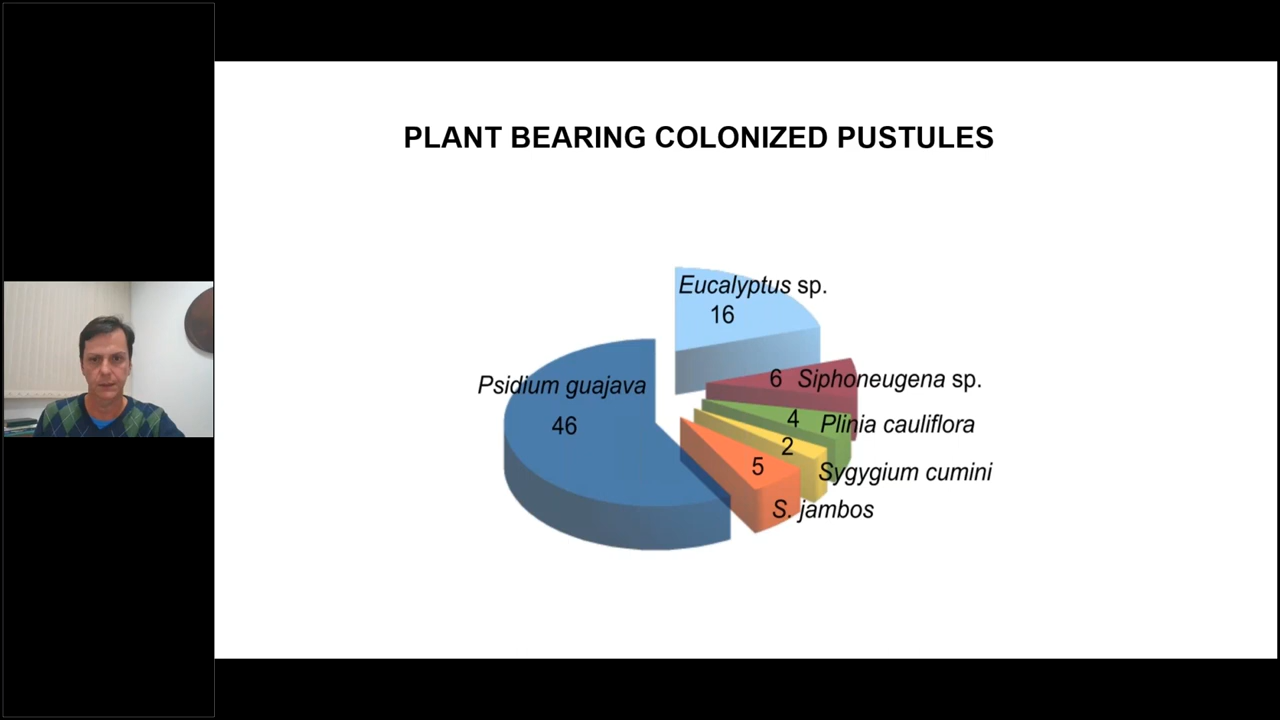 PLANT BEARING COLONIZED PUSTULES
Eucalyptus sp.
16
6 Siphoneugena sp.
Psidium guajava
46
4 Plinia cauliflora
2
Sygygium cumini
5
S. jambos